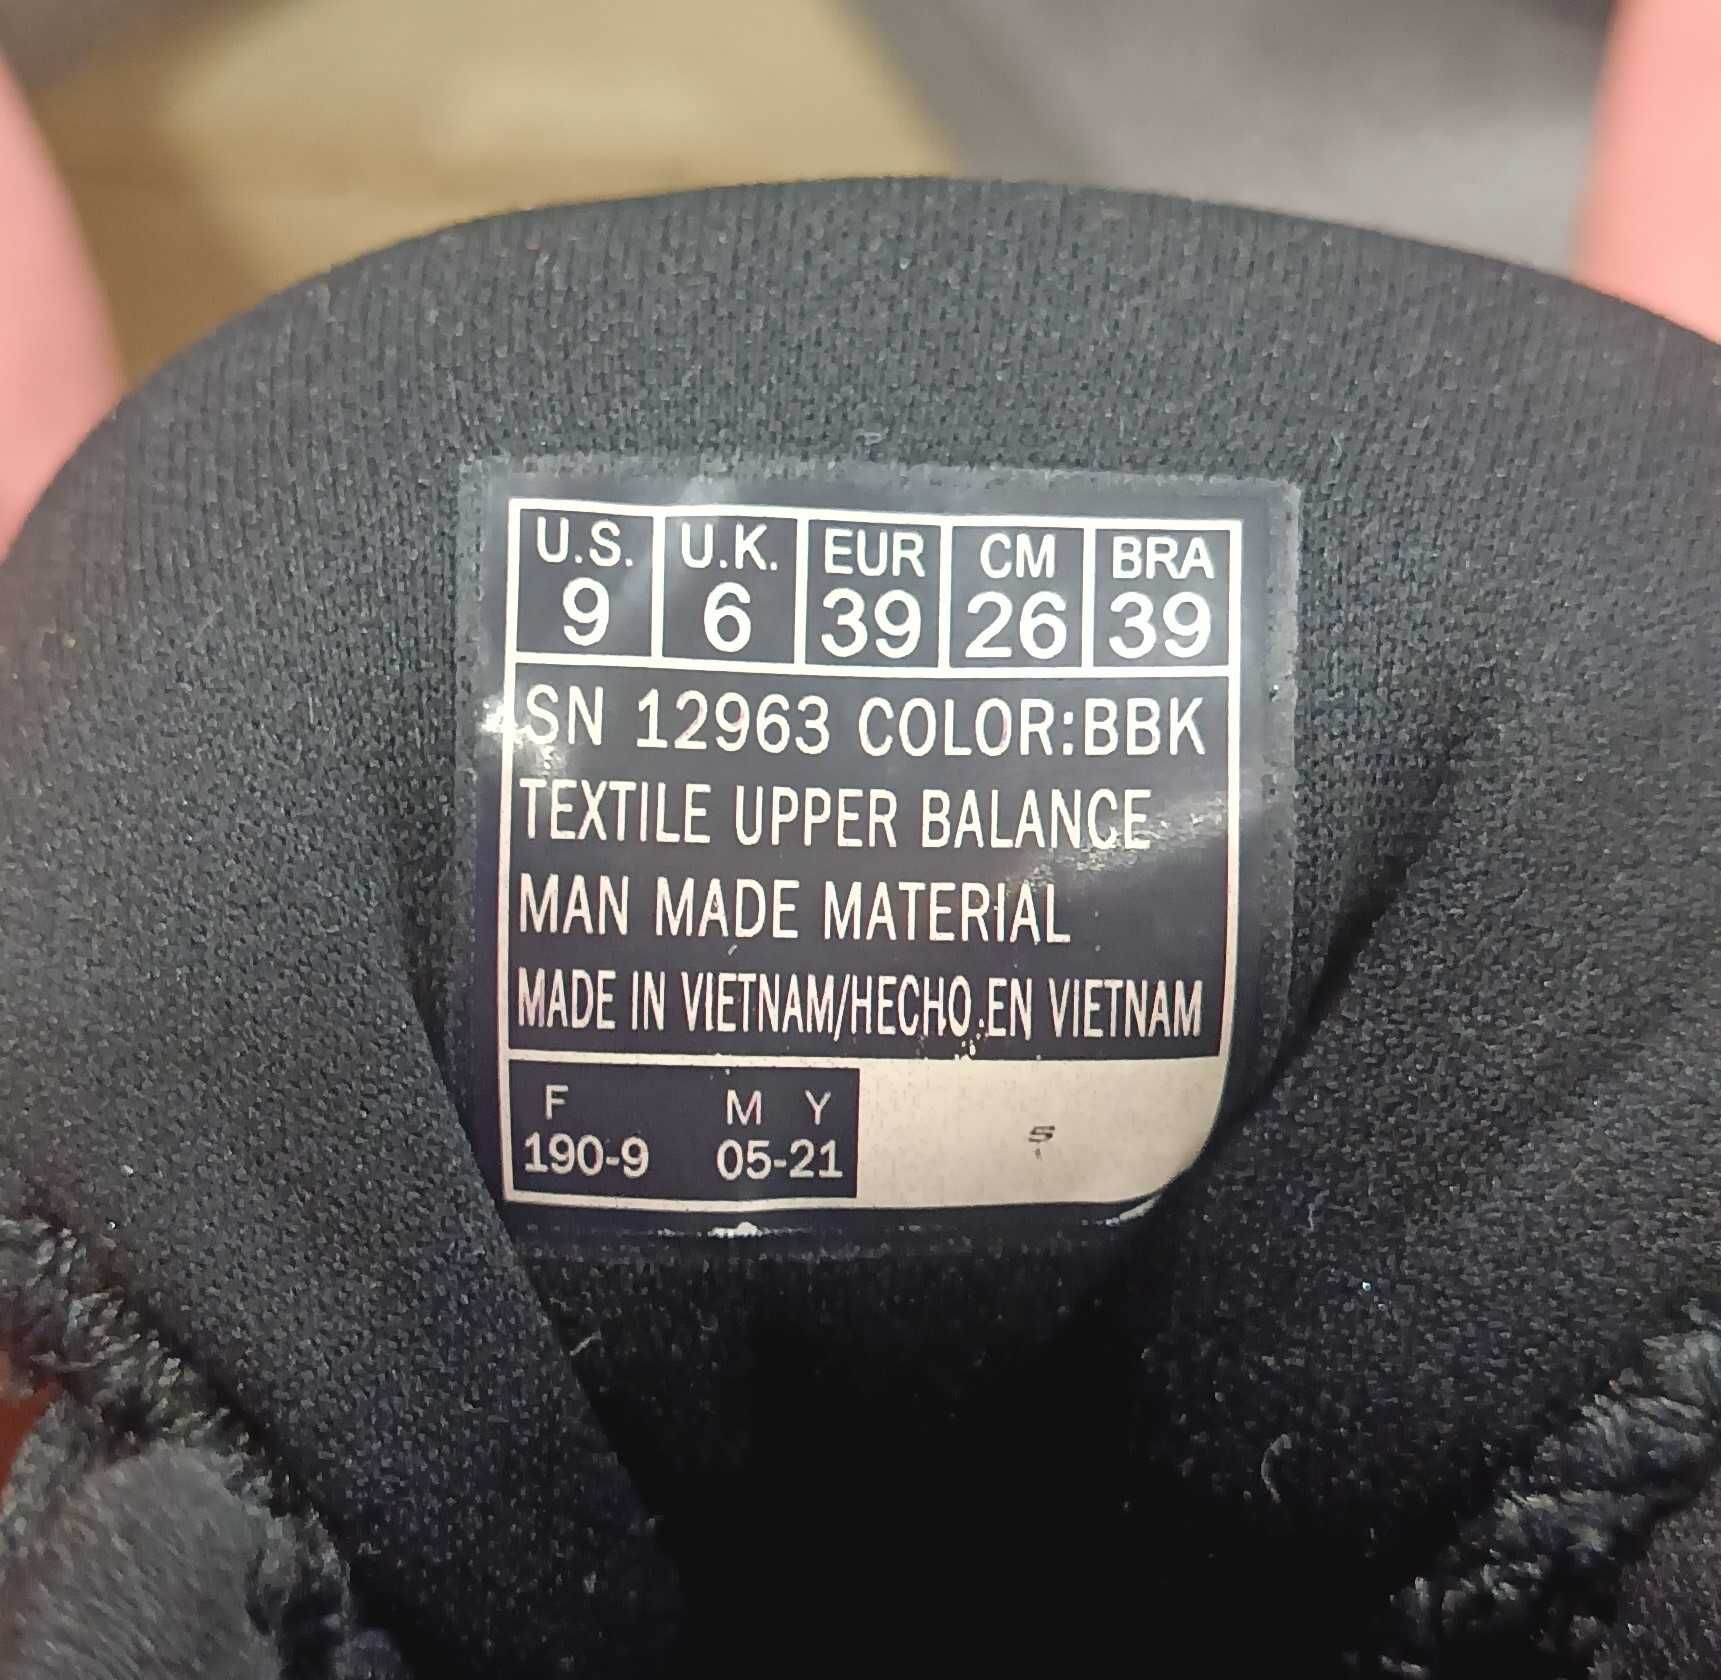 U.S. U.K. EUR CM BRA
9 6 39 26 39
SN 12963 COLOR:BBK
TEXTILE UPPER BALANCE
MAN MADE MATERIAL
MADE IN VIETNAM/HECHO EN VIETNAM
F M Y
190-9 05-21